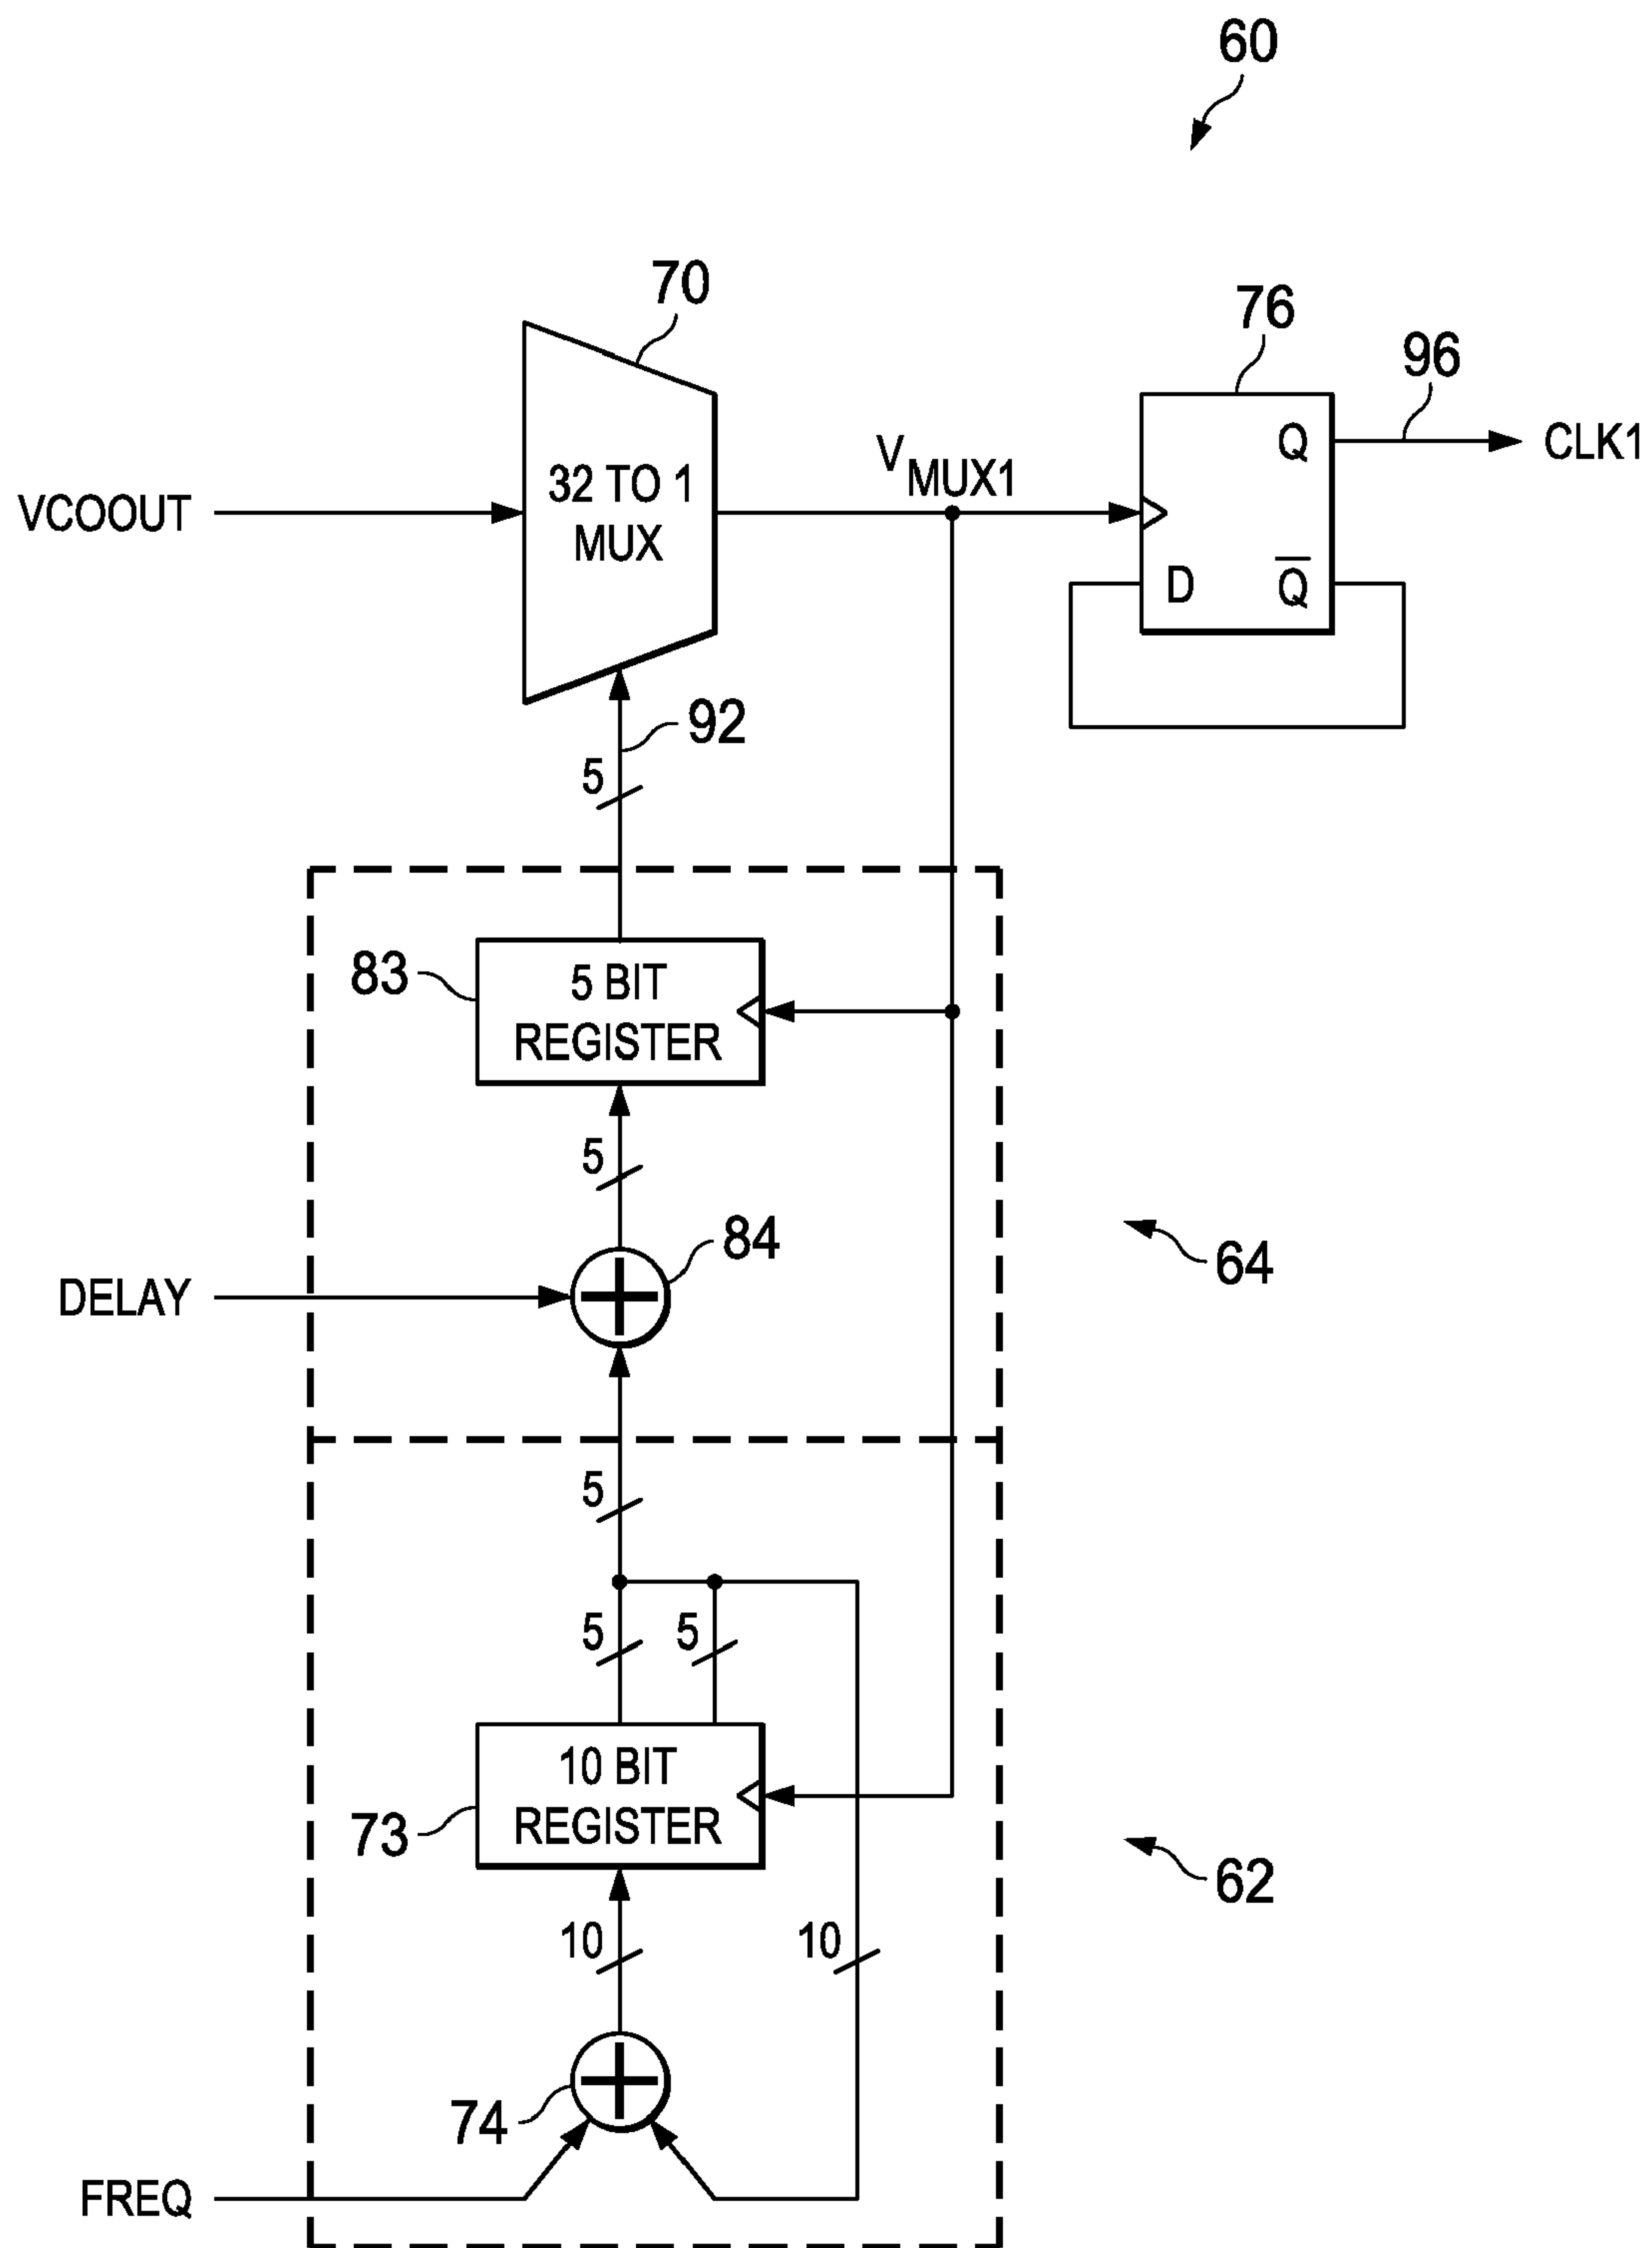 60
70
76
96
Q
CLK1
V
MUX1
VCOOUT
32 TO 1
MUX
D
Q̅
92
5
83
5 BIT
REGISTER
5
84
DELAY
64
5
5
5
10 BIT
REGISTER
73
62
10
10
74
FREQ